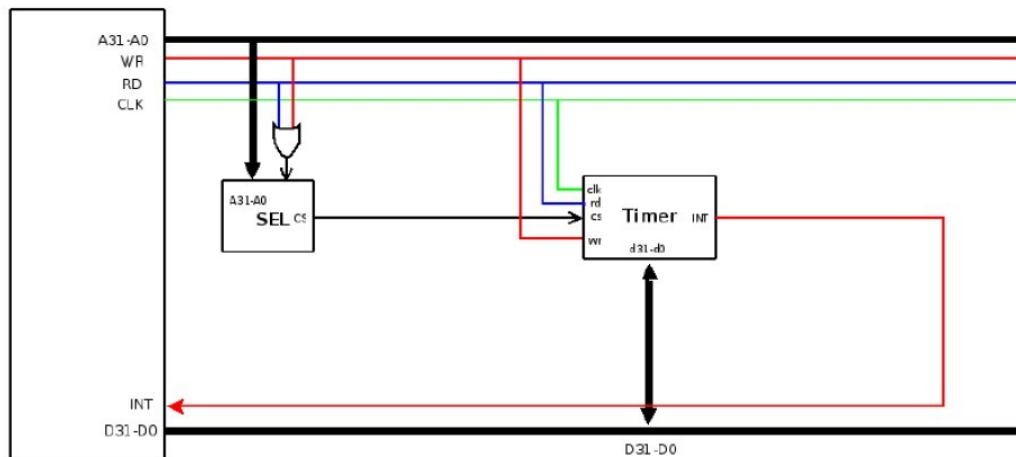 A31-A0
WR
RD
CLK
A31-A0
SEL CS
clk
rd
cs
wr
Timer
INT
d31-d0
INT
D31-D0
D31-D0